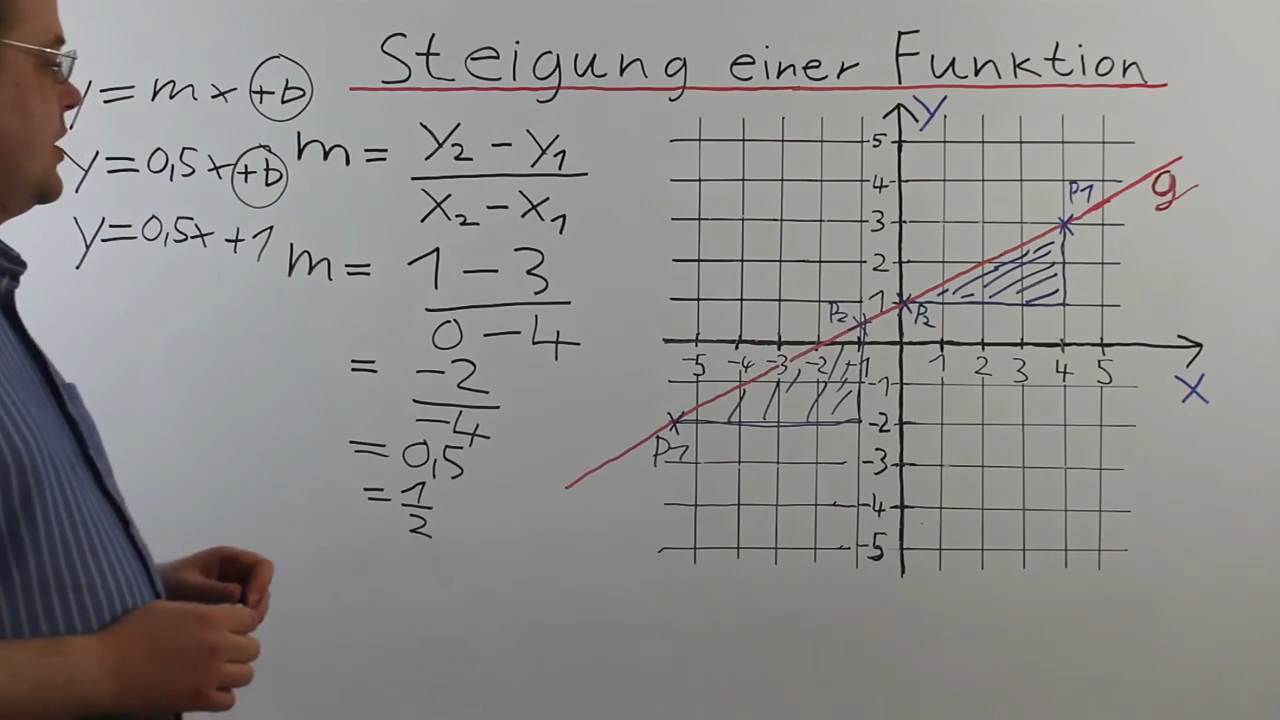 Steigung einer Funktion
y = mx +b
y = 0,5x +b
y = 0,5x + 1
m = y₂ - y₁ / x₂ - x₁
m = 1 - 3 / 0 - 4
= -2 / -4
= 0,5
= 1/2
y
5
4
3
2
1
-1
-2
-3
-4
-5
-5 -4 -3 -2 -1 1 2 3 4 5
x
g
P1
P2
P2
P1